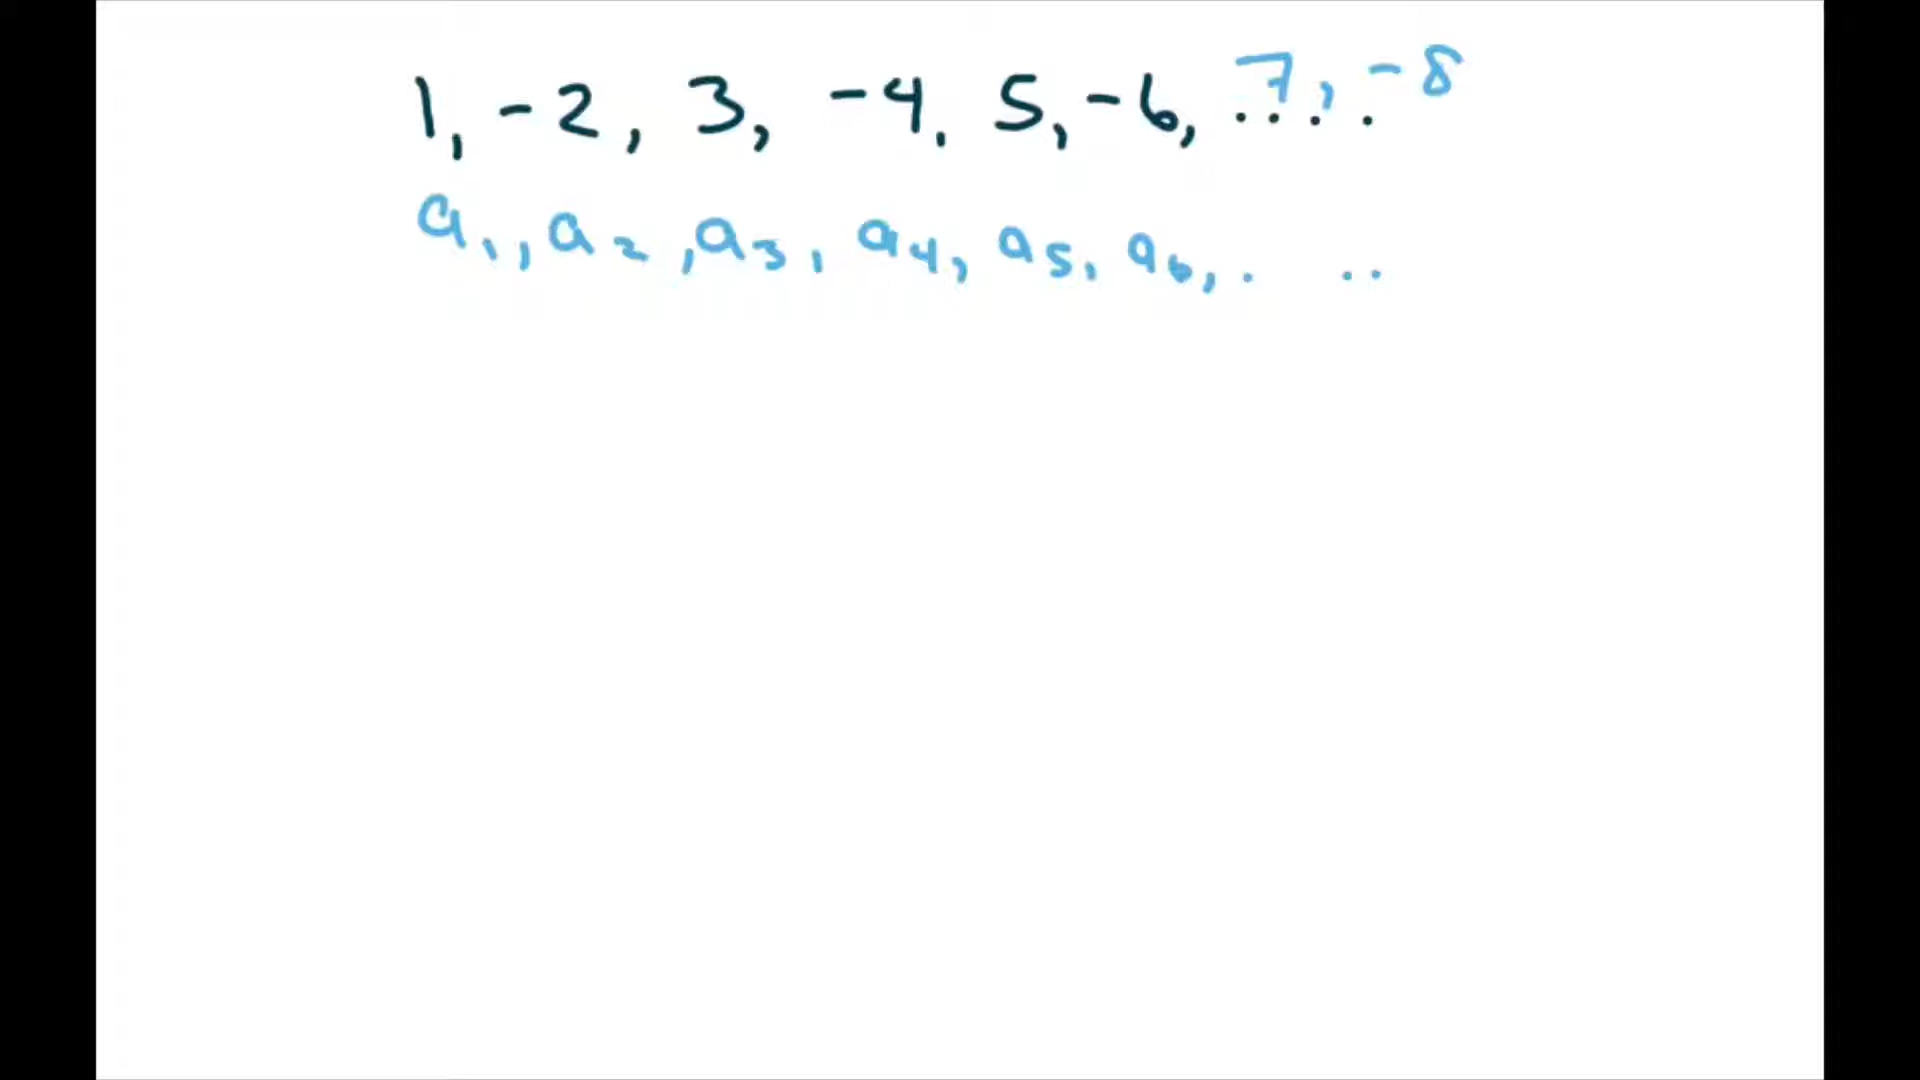 1, -2, 3, -4, 5, -6, .... 7, -8
a₁, a₂, a₃, a₄, a₅, a₆, . ..